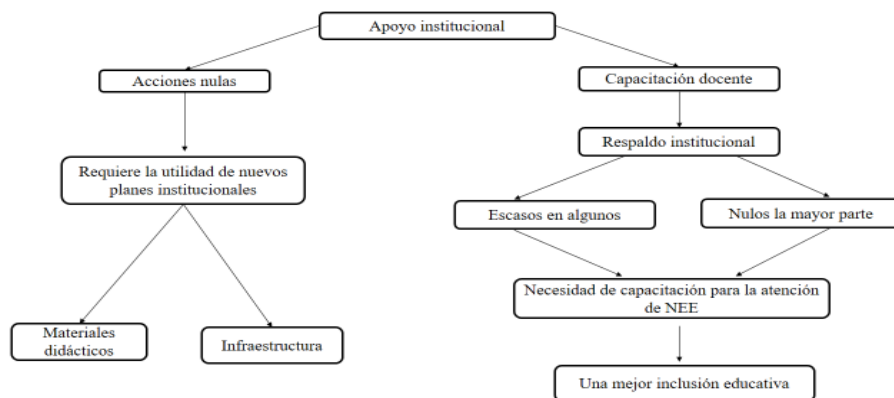 Apoyo institucional
Acciones nulas
Capacitación docente
Respaldo institucional
Requiere la utilidad de nuevos
planes institucionales
Escasos en algunos
Nulos la mayor parte
Necesidad de capacitación para la atención
de NEE
Materiales
didácticos
Infraestructura
Una mejor inclusión educativa